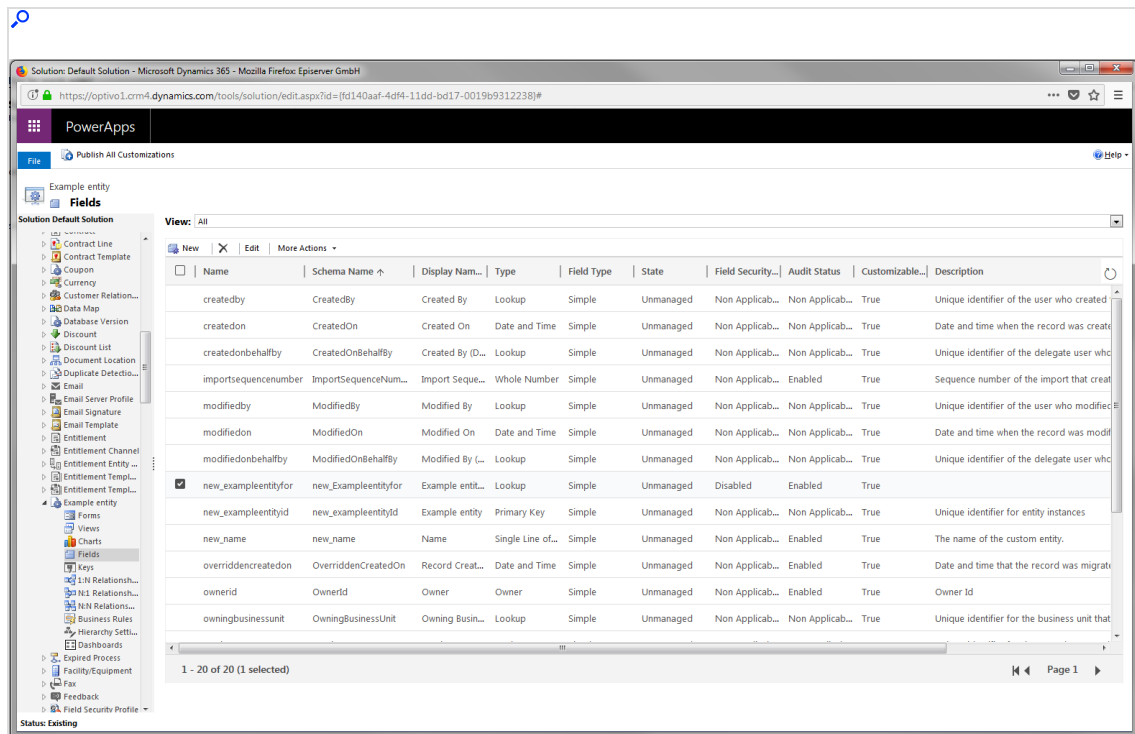 Solution: Default Solution - Microsoft Dynamics 365 - Mozilla Firefox: Episerver GmbH
https://optivo1.crm4.dynamics.com/tools/solution/edit.aspx?id={fd140aaf-4df4-11dd-bd17-0019b9312238}#
PowerApps
File Publish All Customizations Help
Example entity
Fields
Solution Default Solution
View: All
Contract Line
Contract Template
Coupon
Currency
Customer Relation...
Data Map
Database Version
Discount
Discount List
Document Location
Duplicate Detectio...
Email
Email Server Profile
Email Signature
Email Template
Entitlement
Entitlement Channel
Entitlement Entity ...
Entitlement Templ...
Entitlement Templ...
Example entity
Forms
Views
Charts
Fields
Keys
1:N Relationsh...
N:1 Relationsh...
N:N Relations...
Business Rules
Hierarchy Setti...
Dashboards
Expired Process
Facility/Equipment
Fax
Feedback
Field Security Profile
New Edit More Actions
Name Schema Name ↑ Display Nam... Type Field Type State Field Security... Audit Status Customizable... Description
createdby CreatedBy Created By Lookup Simple Unmanaged Non Applicab... Non Applicab... True Unique identifier of the user who created
createdon CreatedOn Created On Date and Time Simple Unmanaged Non Applicab... Non Applicab... True Date and time when the record was create
createdonbehalfby CreatedOnBehalfBy Created By (D... Lookup Simple Unmanaged Non Applicab... Non Applicab... True Unique identifier of the delegate user who
importsequencenumber ImportSequenceNum... Import Seque... Whole Number Simple Unmanaged Non Applicab... Enabled True Sequence number of the import that creat
modifiedby ModifiedBy Modified By Lookup Simple Unmanaged Non Applicab... Non Applicab... True Unique identifier of the user who modified
modifiedon ModifiedOn Modified On Date and Time Simple Unmanaged Non Applicab... Non Applicab... True Date and time when the record was modif
modifiedonbehalfby ModifiedOnBehalfBy Modified By (... Lookup Simple Unmanaged Non Applicab... Non Applicab... True Unique identifier of the delegate user who
new_exampleentityfor new_Exampleentityfor Example entit... Lookup Simple Unmanaged Disabled Enabled True
new_exampleentityid new_exampleentityId Example entity Primary Key Simple Unmanaged Non Applicab... Non Applicab... True Unique identifier for entity instances
new_name new_name Name Single Line of... Simple Unmanaged Non Applicab... Enabled True The name of the custom entity.
overriddencreatedon OverriddenCreatedOn Record Creat... Date and Time Simple Unmanaged Non Applicab... Enabled True Date and time that the record was migrate
ownerid OwnerId Owner Owner Simple Unmanaged Non Applicab... Enabled True Owner Id
owningbusinessunit OwningBusinessUnit Owning Busin... Lookup Simple Unmanaged Non Applicab... Non Applicab... True Unique identifier for the business unit that
1 - 20 of 20 (1 selected) Page 1
Status: Existing